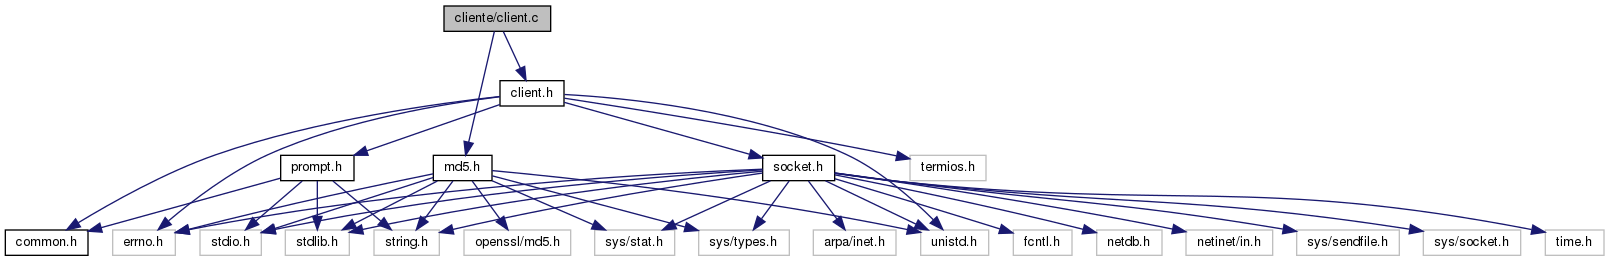 cliente/client.c
client.h
prompt.h
md5.h
socket.h
termios.h
common.h
errno.h
stdio.h
stdlib.h
string.h
openssl/md5.h
sys/stat.h
sys/types.h
arpa/inet.h
unistd.h
fcntl.h
netdb.h
netinet/in.h
sys/sendfile.h
sys/socket.h
time.h